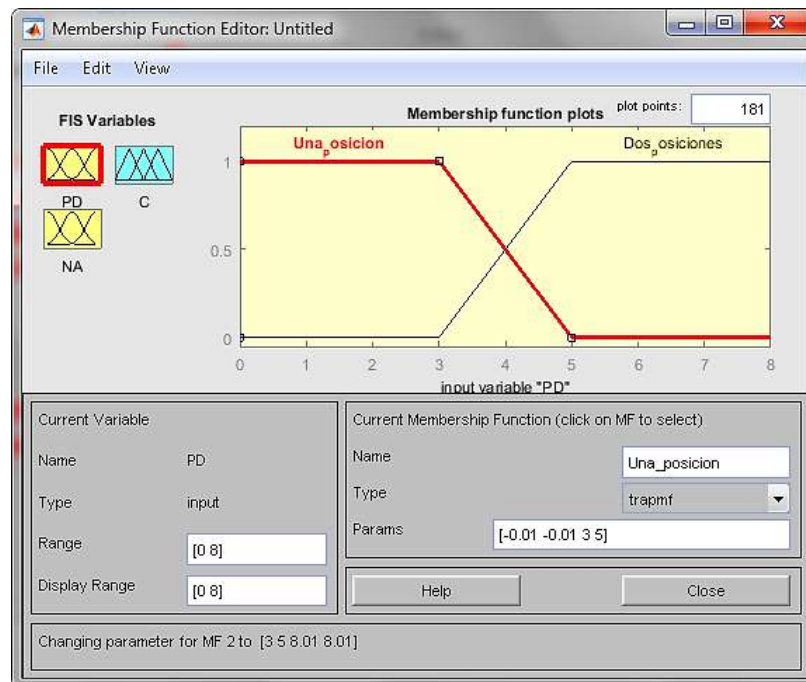 Membership Function Editor: Untitled
File Edit View
FIS Variables
PD
C
NA
Membership function plots
plot points: 181
Una_posicion
Dos_posiciones
1
0.5
0
0 1 2 3 4 5 6 7 8
input variable "PD"
Current Variable
Name PD
Type input
Range [0 8]
Display Range [0 8]
Current Membership Function (click on MF to select)
Name Una_posicion
Type trapmf
Params [-0.01 -0.01 3 5]
Help Close
Changing parameter for MF 2 to [3 5 8.01 8.01]